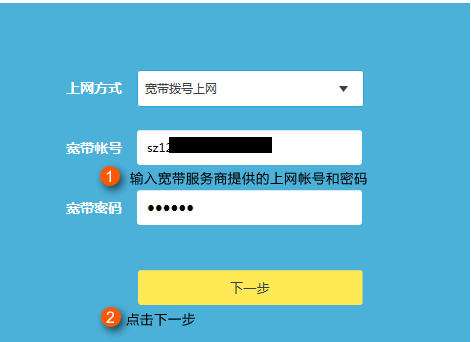 上网方式 宽带拨号上网
宽带帐号 sz12
1 输入宽带服务商提供的上网帐号和密码
宽带密码 ●●●●●●
下一步
2 点击下一步